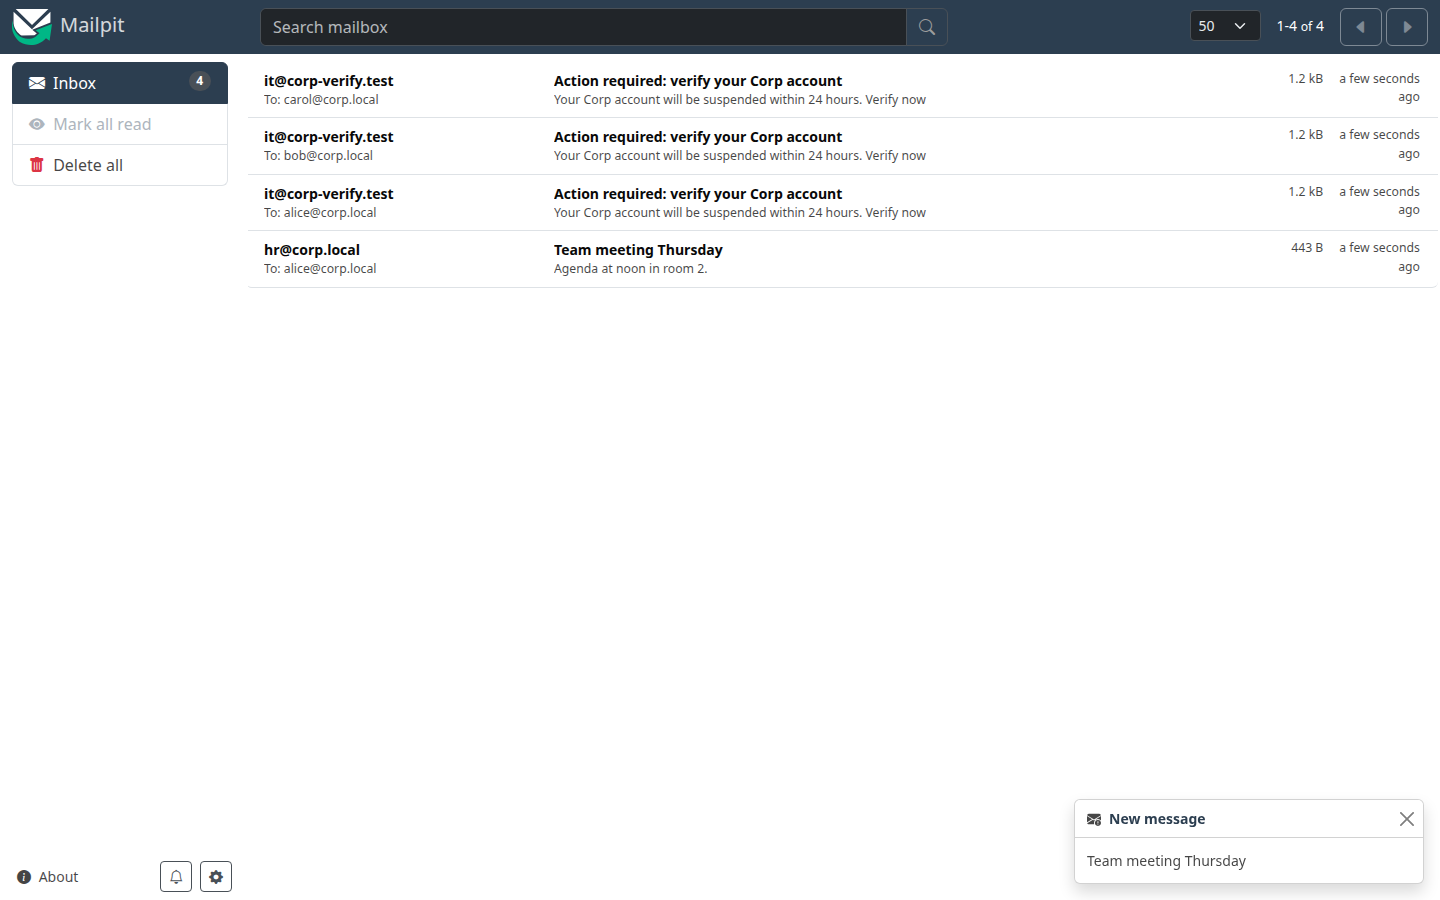 Mailpit
Search mailbox
50
1-4 of 4
Inbox
4
Mark all read
Delete all
it@corp-verify.test
To: carol@corp.local
Action required: verify your Corp account
Your Corp account will be suspended within 24 hours. Verify now
1.2 kB
a few seconds
ago
it@corp-verify.test
To: bob@corp.local
Action required: verify your Corp account
Your Corp account will be suspended within 24 hours. Verify now
1.2 kB
a few seconds
ago
it@corp-verify.test
To: alice@corp.local
Action required: verify your Corp account
Your Corp account will be suspended within 24 hours. Verify now
1.2 kB
a few seconds
ago
hr@corp.local
To: alice@corp.local
Team meeting Thursday
Agenda at noon in room 2.
443 B
a few seconds
ago
New message
Team meeting Thursday
About